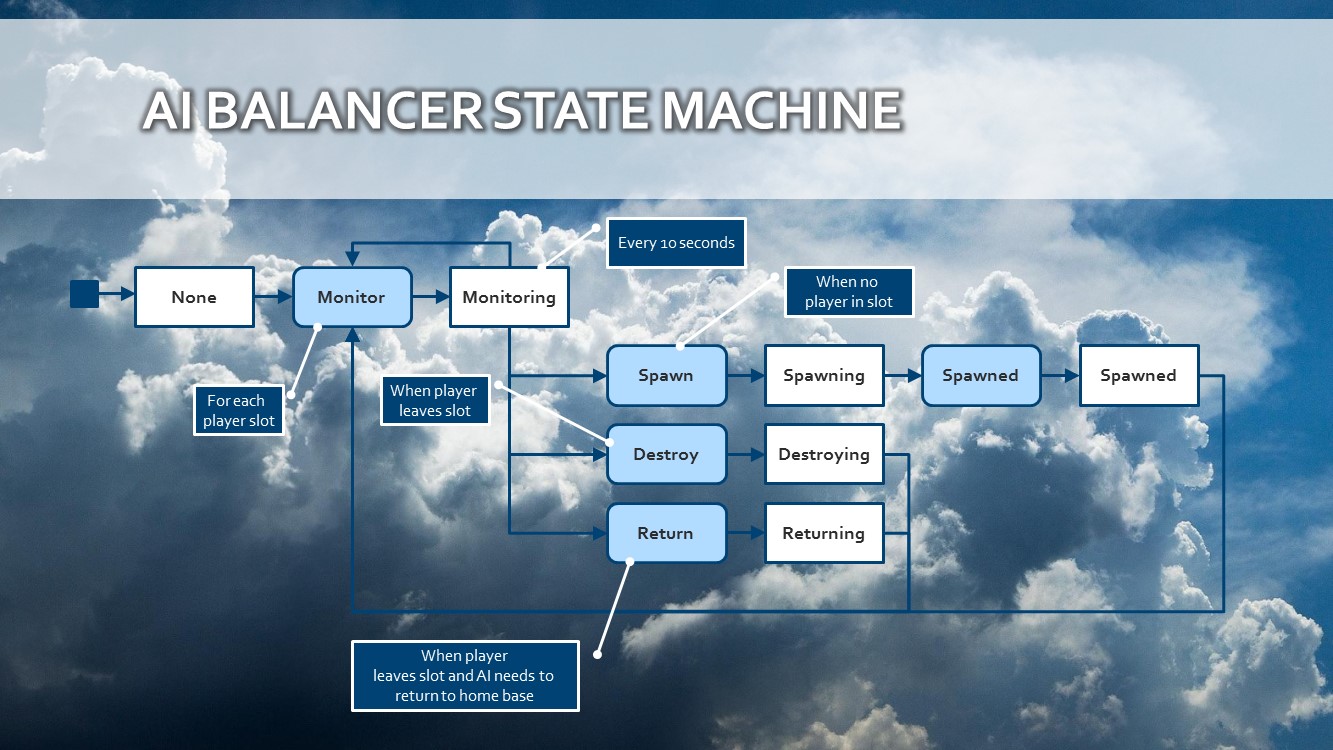 AI BALANCER STATE MACHINE
Every 10 seconds
When no
player in slot
None
Monitor
Monitoring
Spawn
Spawning
Spawned
Spawned
For each
player slot
When player
leaves slot
Destroy
Destroying
Return
Returning
When player
leaves slot and AI needs to
return to home base